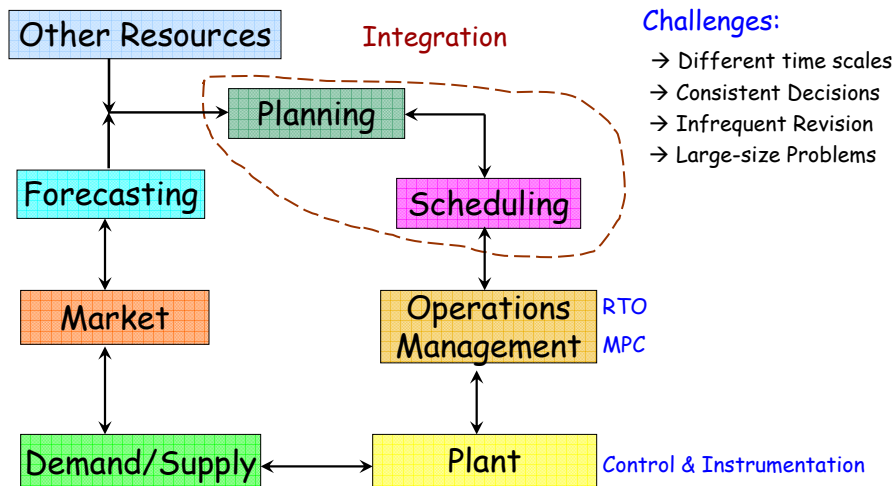 Other Resources
Integration
Challenges:
→ Different time scales
→ Consistent Decisions
→ Infrequent Revision
→ Large-size Problems
Planning
Forecasting
Scheduling
Market
Operations
Management
RTO
MPC
Demand/Supply
Plant
Control & Instrumentation